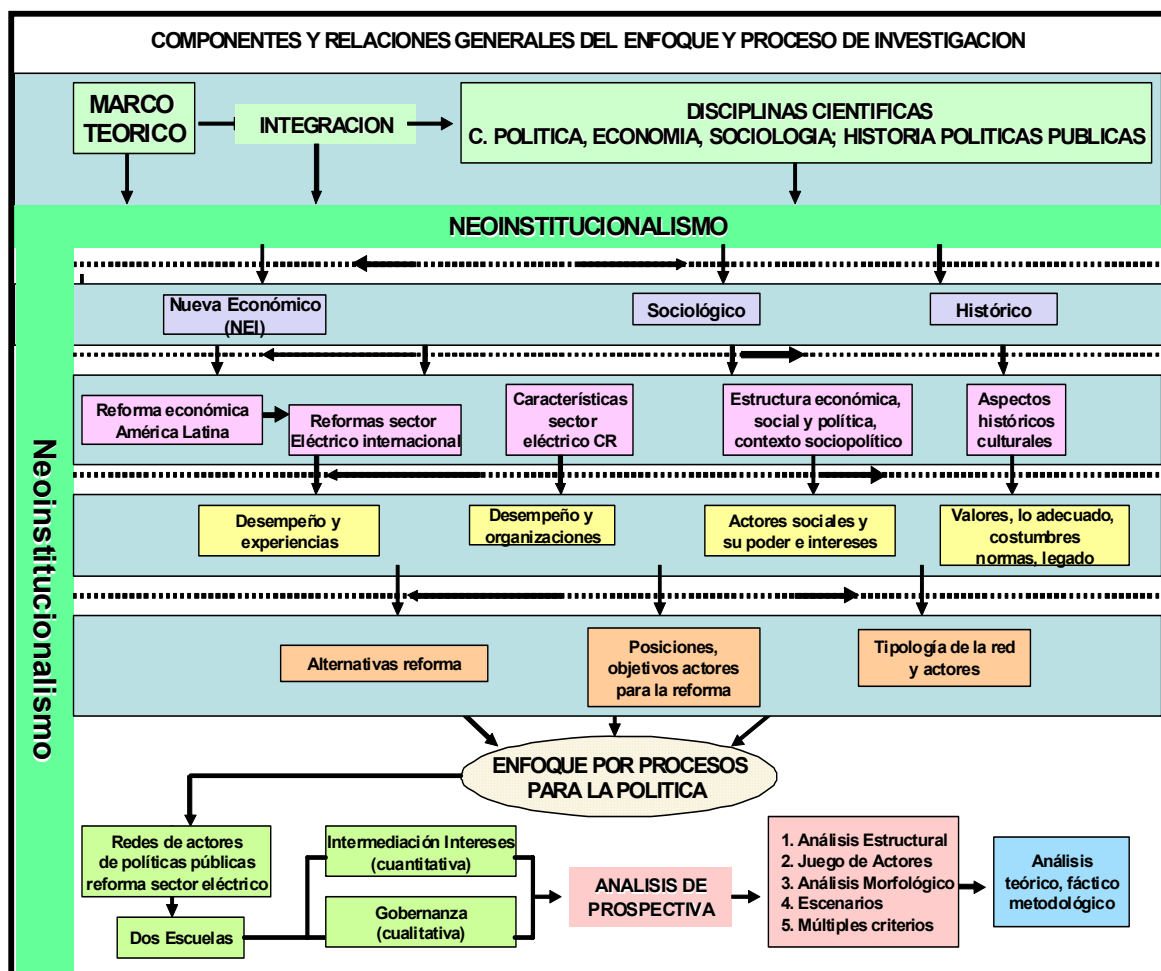 COMPONENTES Y RELACIONES GENERALES DEL ENFOQUE Y PROCESO DE INVESTIGACION
MARCO
TEORICO
INTEGRACION
DISCIPLINAS CIENTIFICAS
C. POLITICA, ECONOMIA, SOCIOLOGIA; HISTORIA POLITICAS PUBLICAS
NEOINSTITUCIONALISMO
Neoinstitucionalismo
Nueva Económico
(NEI)
Sociológico
Histórico
Reforma económica
América Latina
Reformas sector
Eléctrico internacional
Características
sector
eléctrico CR
Estructura económica,
social y política,
contexto sociopolítico
Aspectos
históricos
culturales
Desempeño y
experiencias
Desempeño y
organizaciones
Actores sociales y
su poder e intereses
Valores, lo adecuado,
costumbres
normas, legado
Alternativas reforma
Posiciones,
objetivos actores
para la reforma
Tipología de la red
y actores
ENFOQUE POR PROCESOS
PARA LA POLITICA
Redes de actores
de políticas públicas
reforma sector eléctrico
Dos Escuelas
Intermediación Intereses
(cuantitativa)
Gobernanza
(cualitativa)
ANALISIS DE
PROSPECTIVA
1. Análisis Estructural
2. Juego de Actores
3. Análisis Morfológico
4. Escenarios
5. Múltiples criterios
Análisis
teórico, fáctico
metodológico